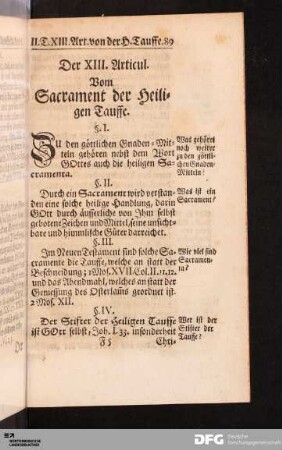 II.T.XIII.Art. von der H. Tauffe. 89
Der XIII. Articul.
Vom
Sacrament der Heili-
gen Tauffe.
§. I.
ZU den göttlichen Gnaden-Mit-
teln gehören nebst dem Wort
GOttes auch die heiligen Sa-
cramenta.
Was gehöret
noch weiter
zu den göttli-
chen Gnaden-
Mitteln?
§. II.
Durch ein Sacrament wird verstan-
den eine solche heilige Handlung, darin
GOtt durch äusserliche von Ihm selbst
gebotene Zeichen und Mittel, seine unsicht-
bare und himmlische Güter darreichet.
Was ist ein
Sacrament?
§. III.
Im Neuen Testament sind solche Sa-
cramente die Tauffe, welche an statt der
Beschneidung; 1 Mos. XVII. Col. II. 11. 12.
und das Abendmahl, welches an statt der
Geniessung des Osterlams geordnet ist.
2 Mos. XII.
Wie viel sind
Sacramen-
ta?
§. IV.
Der Stifter der Heiligen Tauffe
ist GOtt selbst, Joh. I. 33. insonderheit
Wer ist der
Stifter der
Tauffe?
F 5
Chri-
DFG
Deutsche
Forschungsgemeinschaft